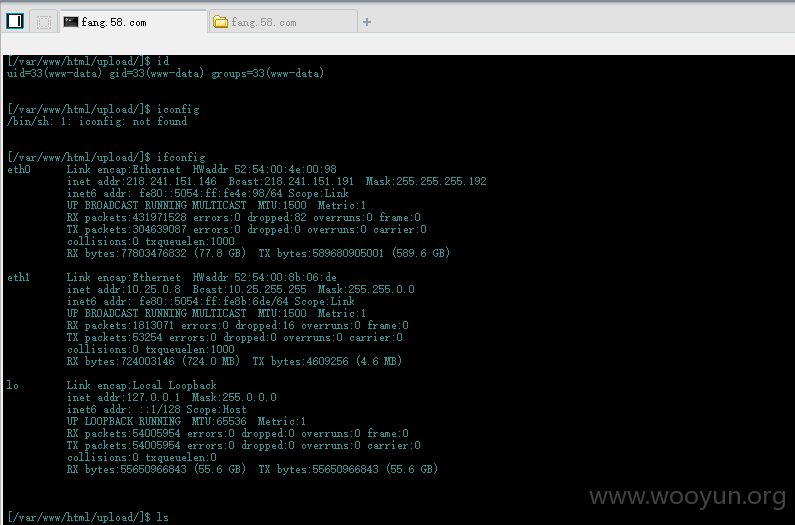 fang.58.com
fang.58.com
[/var/www/html/upload/]$ id
uid=33(www-data) gid=33(www-data) groups=33(www-data)
[/var/www/html/upload/]$ iconfig
/bin/sh: 1: iconfig: not found
[/var/www/html/upload/]$ ifconfig
eth0 Link encap:Ethernet HWaddr 52:54:00:4e:00:98
inet addr:218.241.151.146 Bcast:218.241.151.191 Mask:255.255.255.192
inet6 addr: fe80::5054:ff:fe4e:98/64 Scope:Link
UP BROADCAST RUNNING MULTICAST MTU:1500 Metric:1
RX packets:431971528 errors:0 dropped:82 overruns:0 frame:0
TX packets:304639087 errors:0 dropped:0 overruns:0 carrier:0
collisions:0 txqueuelen:1000
RX bytes:77803476832 (77.8 GB) TX bytes:589680905001 (589.6 GB)
eth1 Link encap:Ethernet HWaddr 52:54:00:8b:06:de
inet addr:10.25.0.8 Bcast:10.25.255.255 Mask:255.255.0.0
inet6 addr: fe80::5054:ff:fe8b:6de/64 Scope:Link
UP BROADCAST RUNNING MULTICAST MTU:1500 Metric:1
RX packets:1813071 errors:0 dropped:16 overruns:0 frame:0
TX packets:53254 errors:0 dropped:0 overruns:0 carrier:0
collisions:0 txqueuelen:1000
RX bytes:724003146 (724.0 MB) TX bytes:4609256 (4.6 MB)
lo Link encap:Local Loopback
inet addr:127.0.0.1 Mask:255.0.0.0
inet6 addr: ::1/128 Scope:Host
UP LOOPBACK RUNNING MTU:65536 Metric:1
RX packets:54005954 errors:0 dropped:0 overruns:0 frame:0
TX packets:54005954 errors:0 dropped:0 overruns:0 carrier:0
collisions:0 txqueuelen:0
RX bytes:55650966843 (55.6 GB) TX bytes:55650966843 (55.6 GB)
www.wooyun.org
[/var/www/html/upload/]$ ls